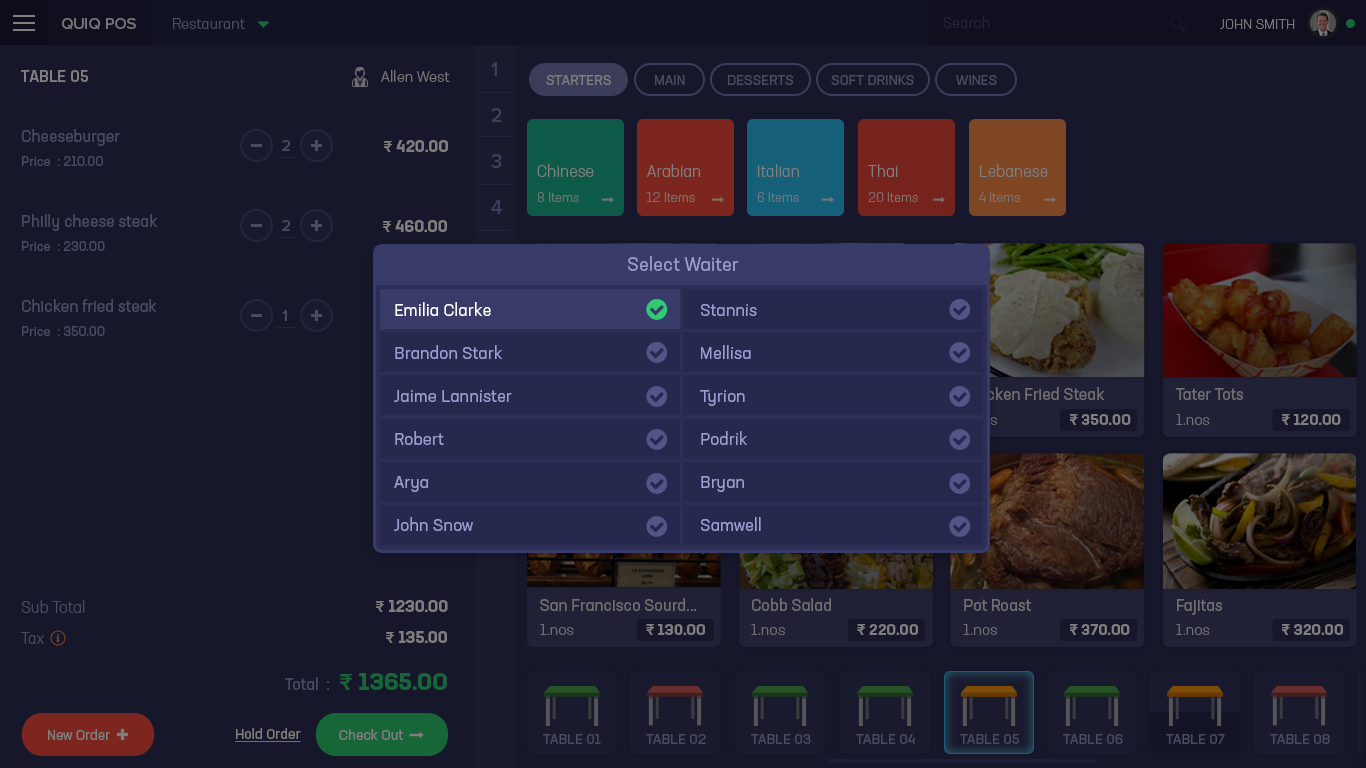 QUIQ POS
Restaurant
Search
JOHN SMITH
TABLE 05
Allen West
Cheeseburger
Price : 210.00
2
₹ 420.00
Philly cheese steak
Price : 230.00
2
₹ 460.00
Chicken fried steak
Price : 350.00
1
Sub Total
₹ 1230.00
Tax
₹ 135.00
Total :
₹ 1365.00
New Order
Hold Order
Check Out
1
2
3
4
STARTERS
MAIN
DESSERTS
SOFT DRINKS
WINES
Chinese
8 Items
Arabian
12 Items
Italian
6 Items
Thai
20 Items
Lebanese
4 Items
Select Waiter
Emilia Clarke
Stannis
Brandon Stark
Mellisa
Jaime Lannister
Tyrion
Robert
Podrik
Arya
Bryan
John Snow
Samwell
cken Fried Steak
s
₹ 350.00
Tater Tots
1.nos
₹ 120.00
San Francisco Sourd...
1.nos
₹ 130.00
Cobb Salad
1.nos
₹ 220.00
Pot Roast
1.nos
₹ 370.00
Fajitas
1.nos
₹ 320.00
TABLE 01
TABLE 02
TABLE 03
TABLE 04
TABLE 05
TABLE 06
TABLE 07
TABLE 08